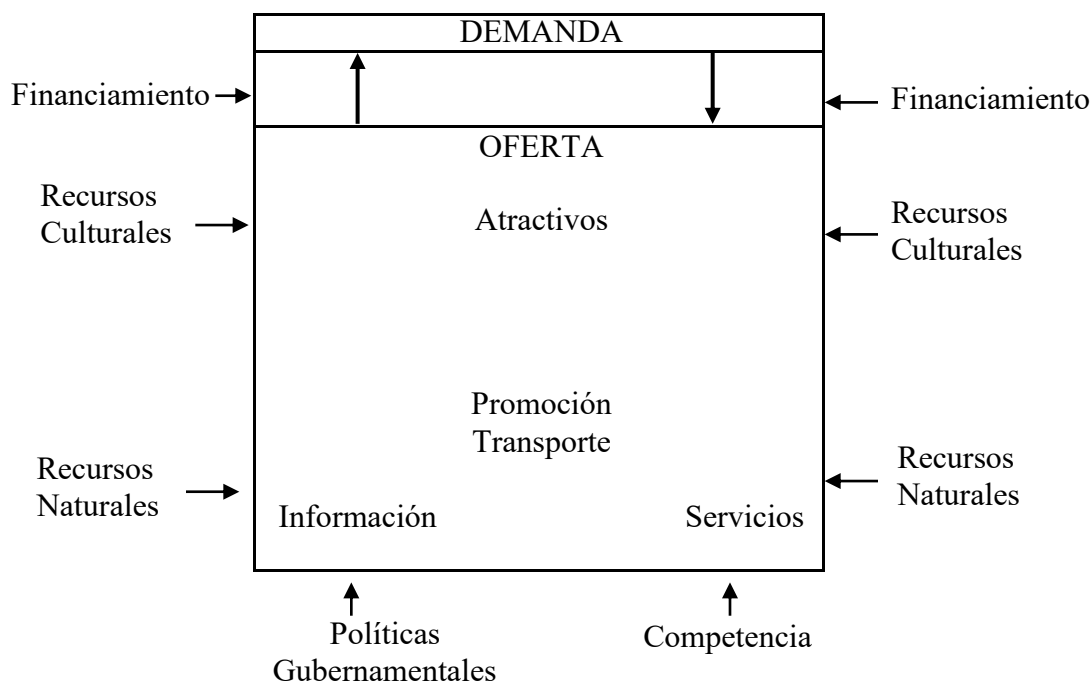 DEMANDA
Financiamiento
Financiamiento
OFERTA
Recursos
Culturales
Atractivos
Recursos
Culturales
Promoción
Transporte
Recursos
Naturales
Recursos
Naturales
Información
Servicios
Políticas
Gubernamentales
Competencia